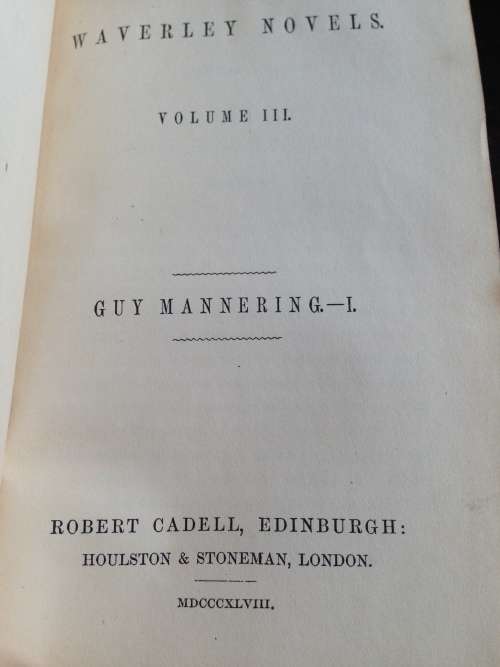 WAVERLEY NOVELS.
VOLUME III.
GUY MANNERING.—I.
ROBERT CADELL, EDINBURGH:
HOULSTON & STONEMAN, LONDON.
MDCCCXLVIII.